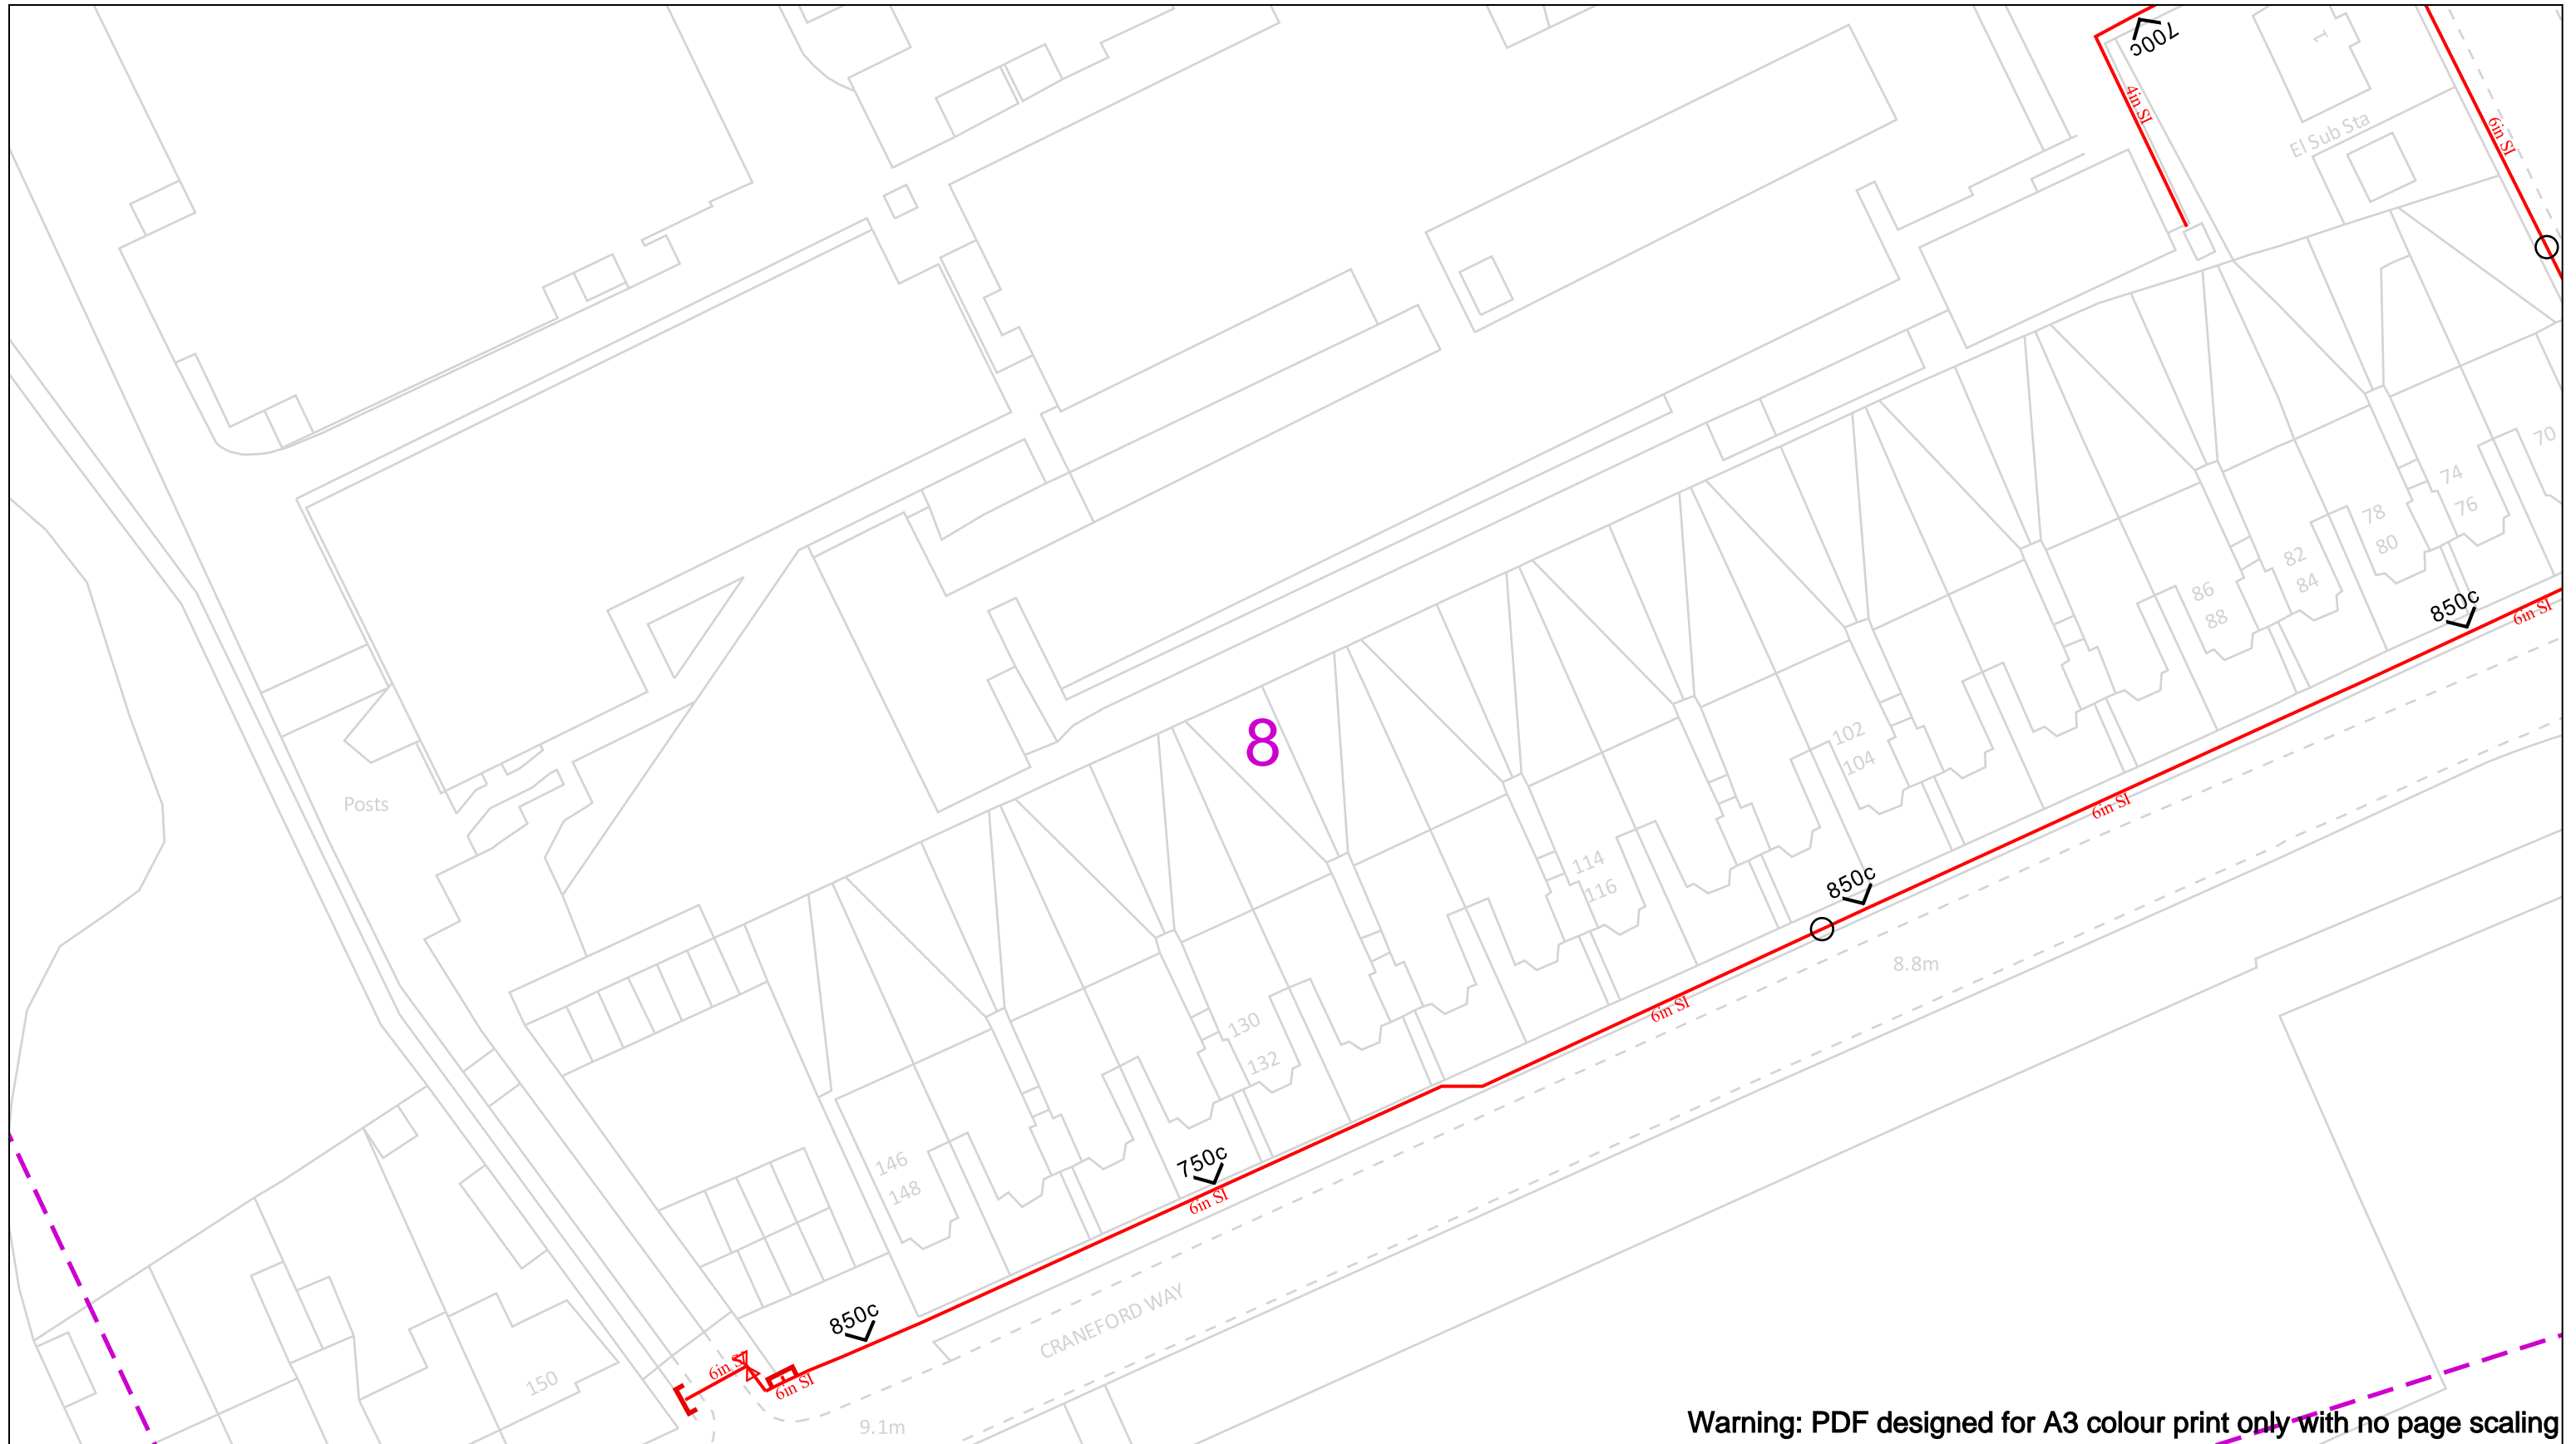 700c
1
4in SI
El Sub Sta
6in SI
70
74
76
78
80
82
84
86
88
850c
6in SI
8
102
104
6in SI
Posts
114
116
850c
8.8m
6in SI
130
132
750c
6in SI
146
148
CRANEFORD WAY
850c
6in SI
6in SI
150
9.1m
Warning: PDF designed for A3 colour print only with no page scaling